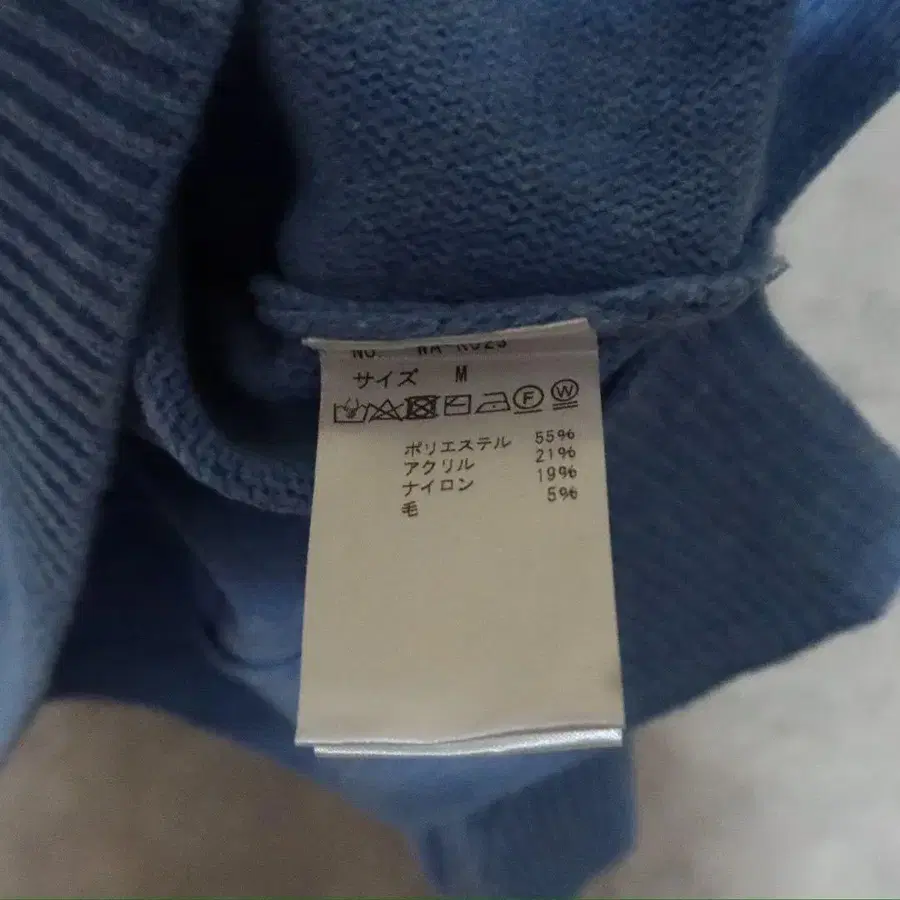 サイズ M
F W
ポリエステル 55%
アクリル 21%
ナイロン 19%
毛 5%